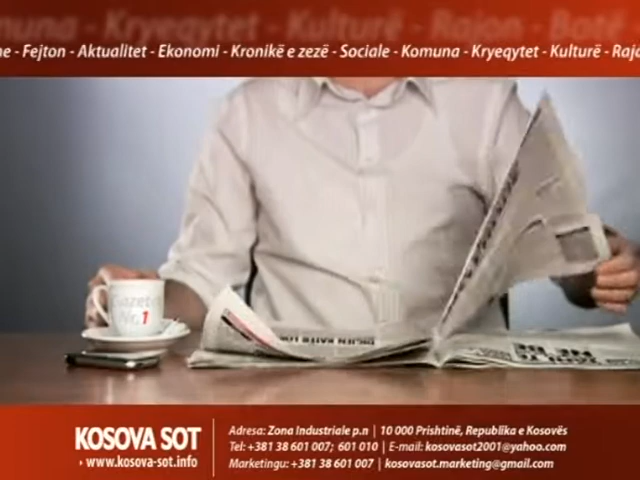 Komuna - Kryeqytet - Kulturë - Rajon - Botë -
Fejton - Aktualitet - Ekonomi - Kronikë e zezë - Sociale - Komuna - Kryeqytet - Kulturë -
Gazeta
Nr.1
KOSOVA SOT
www.kosova-sot.info
Adresa: Zona Industriale p.n | 10 000 Prishtinë, Republika e Kosovës
Tel: +381 38 601 007; 601 010 | E-mail: kosovasot2001@yahoo.com
Marketingu: +381 38 601 007 | kosovasot.marketing@gmail.com